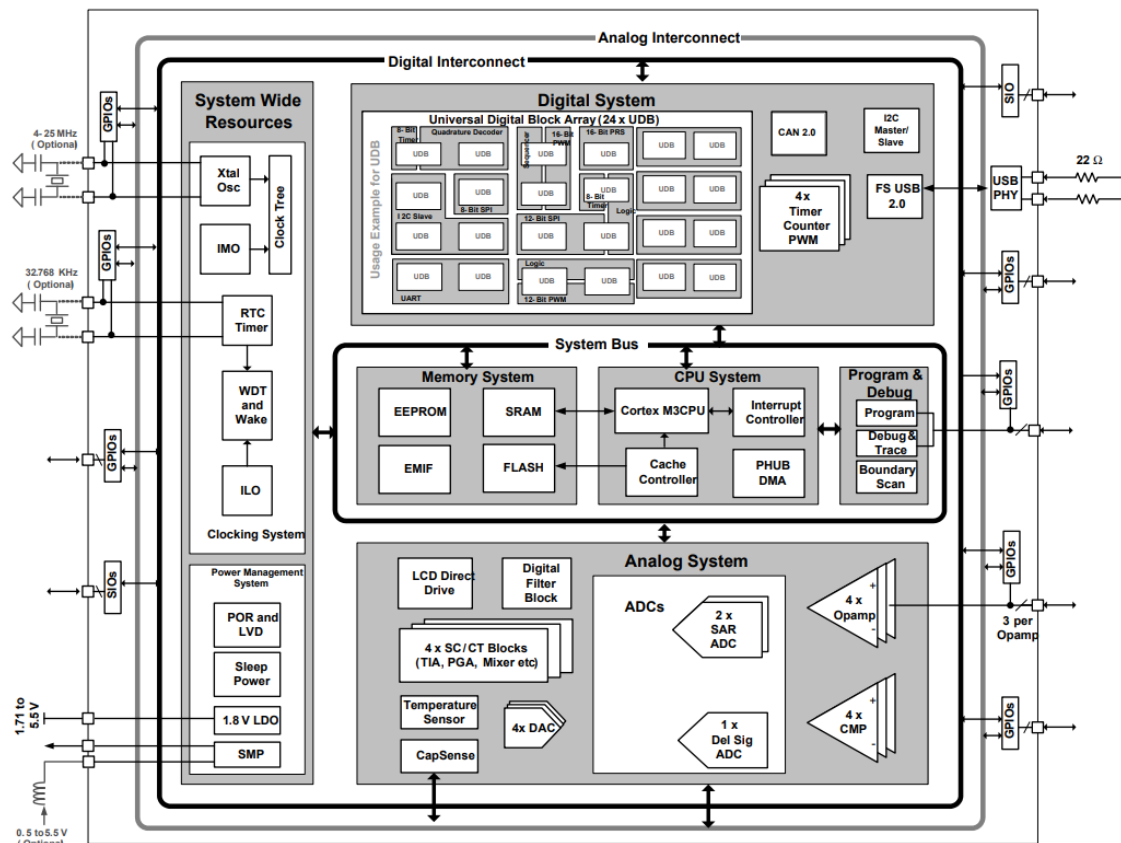 Analog Interconnect
Digital Interconnect
4- 25 MHz
( Optional)
GPIOs
System Wide
Resources
Xtal
Osc
IMO
Clock Tree
32.768 KHz
( Optional)
GPIOs
RTC
Timer
WDT
and
Wake
ILO
Clocking System
GPIOs
SIOs
Power Management
System
POR and
LVD
Sleep
Power
1.8 V LDO
SMP
1.71 to
5.5 V
0. 5 to5.5 V
( Optional)
Digital System
Universal Digital Block Array (24 x UDB)
Usage Example for UDB
8- Bit
Timer
Quadrature Decoder
Sequencer
16- Bit
PWM
16- Bit PRS
UDB UDB UDB UDB UDB UDB
UDB UDB UDB UDB UDB UDB
I2C Slave
8- Bit SPI
12- Bit SPI
8- Bit
Timer
Logic
UDB UDB UDB UDB UDB UDB
Logic
UDB UDB UDB UDB UDB UDB
UART
12- Bit PWM
CAN 2.0
I2C
Master/
Slave
4 x
Timer
Counter
PWM
FS USB
2.0
SIO
USB
PHY
22 Ω
GPIOs
System Bus
Memory System
EEPROM
SRAM
EMIF
FLASH
CPU System
Cortex M3CPU
Interrupt
Controller
Cache
Controller
PHUB
DMA
Program &
Debug
Program
Debug &
Trace
Boundary
Scan
GPIOs
Analog System
LCD Direct
Drive
Digital
Filter
Block
4 x SC/CT Blocks
(TIA, PGA, Mixer etc)
Temperature
Sensor
CapSense
4x DAC
ADCs
2 x
SAR
ADC
1 x
Del Sig
ADC
+
4 x
Opamp
-
+
4 x
CMP
-
GPIOs
3 per
Opamp
GPIOs